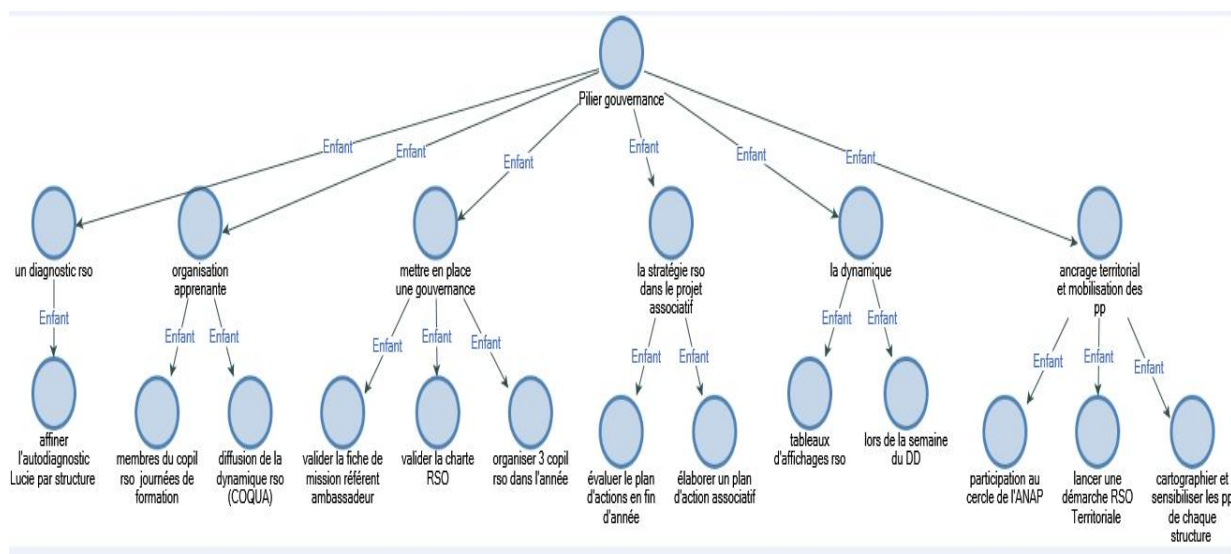 Pilier gouvernance
Enfant
Enfant
Enfant
Enfant
Enfant
Enfant
un diagnostic rso
organisation
apprenante
mettre en place
une gouvernance
la stratégie rso
dans le projet
associatif
la dynamique
ancrage territorial
et mobilisation des
pp
Enfant
Enfant
Enfant
Enfant
Enfant
Enfant
Enfant
Enfant
Enfant
Enfant
Enfant
Enfant
Enfant
affiner
l'autodiagnostic
Lucie par structure
membres du copil
rso journées de
formation
diffusion de la
dynamique rso
(COQUA)
valider la fiche de
mission référent
ambassadeur
valider la charte
RSO
organiser 3 copil
rso dans l'année
évaluer le plan
d'actions en fin
d'année
élaborer un plan
d'action associatif
tableaux
d'affichages rso
lors de la semaine
du DD
participation au
cercle de l'ANAP
lancer une
démarche RSO
Territoriale
cartographier et
sensibiliser les pp
de chaque
structure